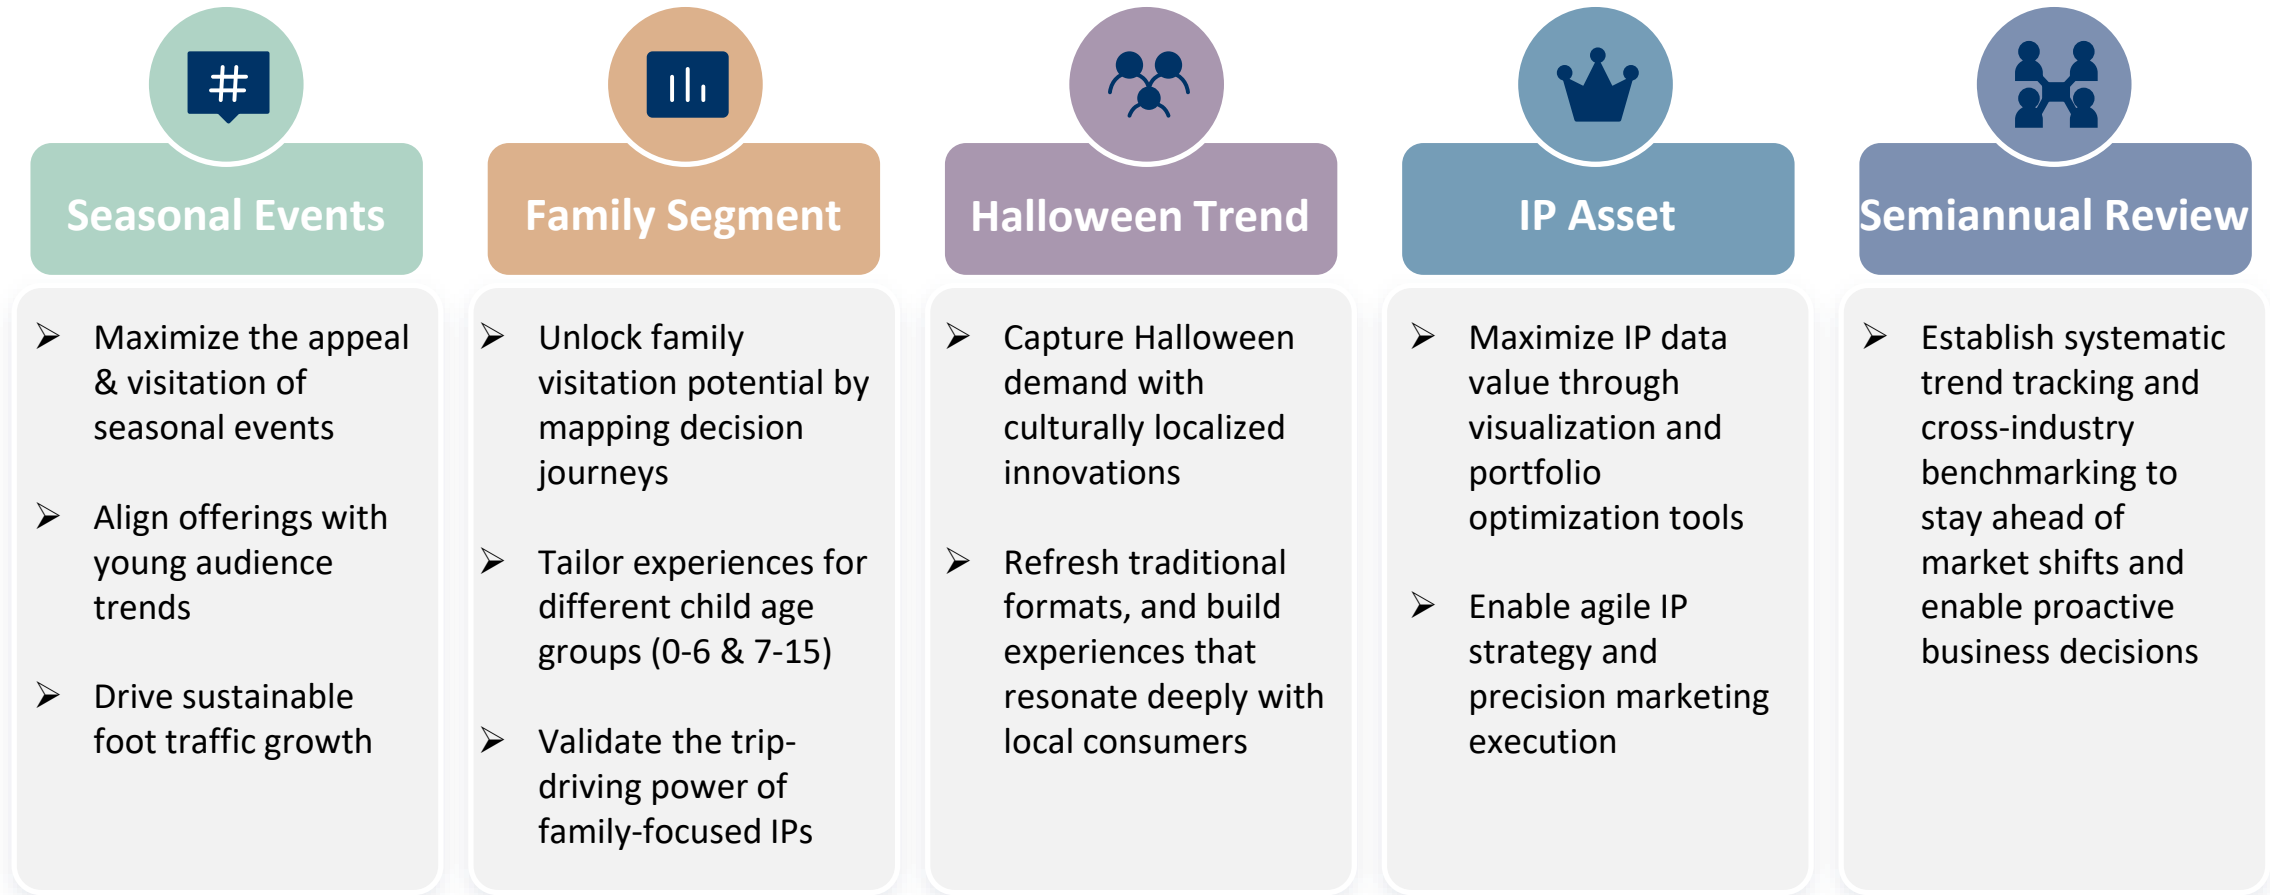 #
Seasonal Events
➢ Maximize the appeal
& visitation of
seasonal events
➢ Align offerings with
young audience
trends
➢ Drive sustainable
foot traffic growth
Family Segment
➢ Unlock family
visitation potential by
mapping decision
journeys
➢ Tailor experiences for
different child age
groups (0-6 & 7-15)
➢ Validate the trip-
driving power of
family-focused IPs
Halloween Trend
➢ Capture Halloween
demand with
culturally localized
innovations
➢ Refresh traditional
formats, and build
experiences that
resonate deeply with
local consumers
IP Asset
➢ Maximize IP data
value through
visualization and
portfolio
optimization tools
➢ Enable agile IP
strategy and
precision marketing
execution
Semiannual Review
➢ Establish systematic
trend tracking and
cross-industry
benchmarking to
stay ahead of
market shifts and
enable proactive
business decisions